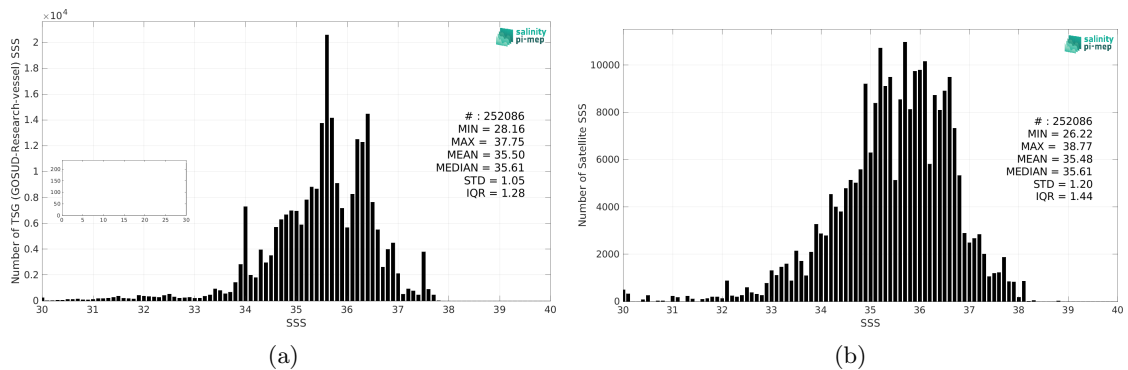 ×10⁴
2
1.8
1.6
1.4
1.2
1
0.8
0.6
0.4
0.2
0
Number of TSG (GOSUD-Research-vessel) SSS
salinity
pi-mep
# : 252086
MIN = 28.16
MAX = 37.75
MEAN = 35.50
MEDIAN = 35.61
STD = 1.05
IQR = 1.28
200
150
100
50
0
0 5 10 15 20 25 30
30 31 32 33 34 35 36 37 38 39 40
SSS
(a)
10000
8000
6000
4000
2000
0
Number of Satellite SSS
salinity
pi-mep
# : 252086
MIN = 26.22
MAX = 38.77
MEAN = 35.48
MEDIAN = 35.61
STD = 1.20
IQR = 1.44
30 31 32 33 34 35 36 37 38 39 40
SSS
(b)